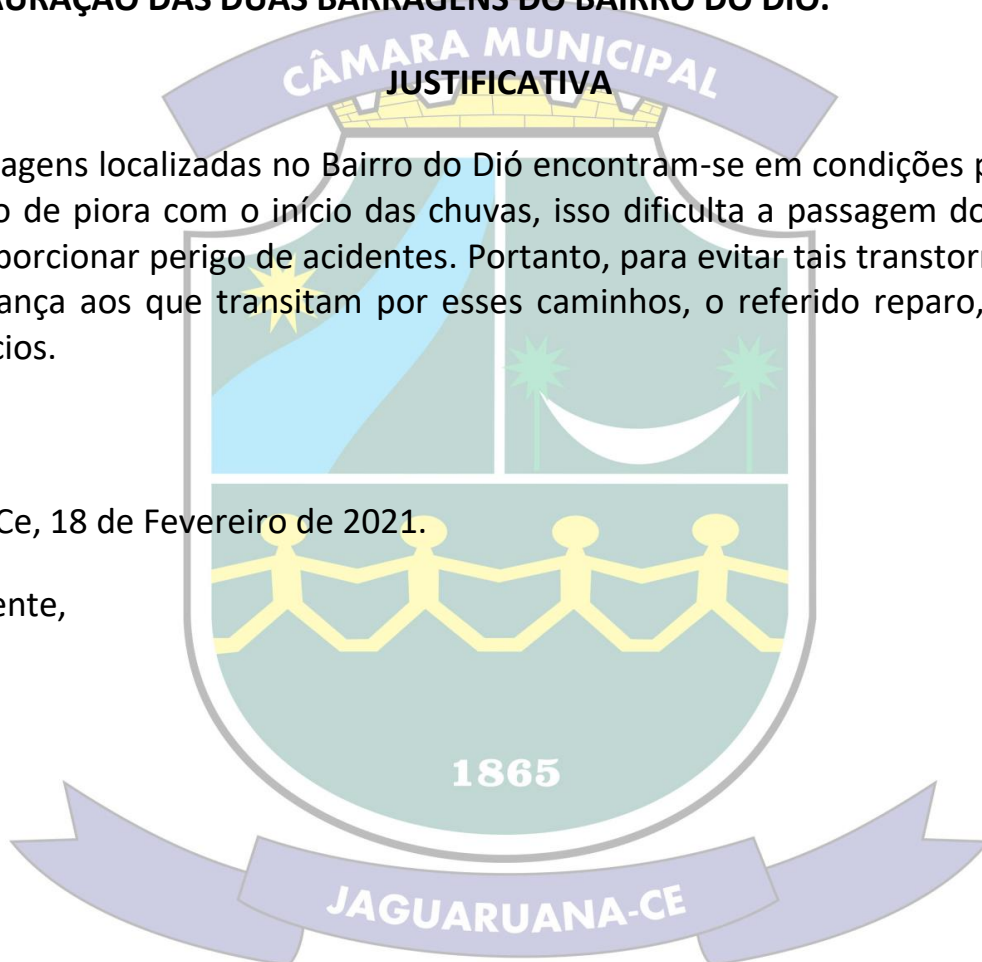 URAÇÃO DAS DUAS BARRAGENS DO BAIRRO DO DIÓ.
CÂMARA MUNICIPAL
JUSTIFICATIVA
agens localizadas no Bairro do Dió encontram-se em condições p
o de piora com o início das chuvas, isso dificulta a passagem do
porcionar perigo de acidentes. Portanto, para evitar tais transtor
ança aos que transitam por esses caminhos, o referido reparo,
cios.
Ce, 18 de Fevereiro de 2021.
ente,
1865
JAGUARUANA-CE